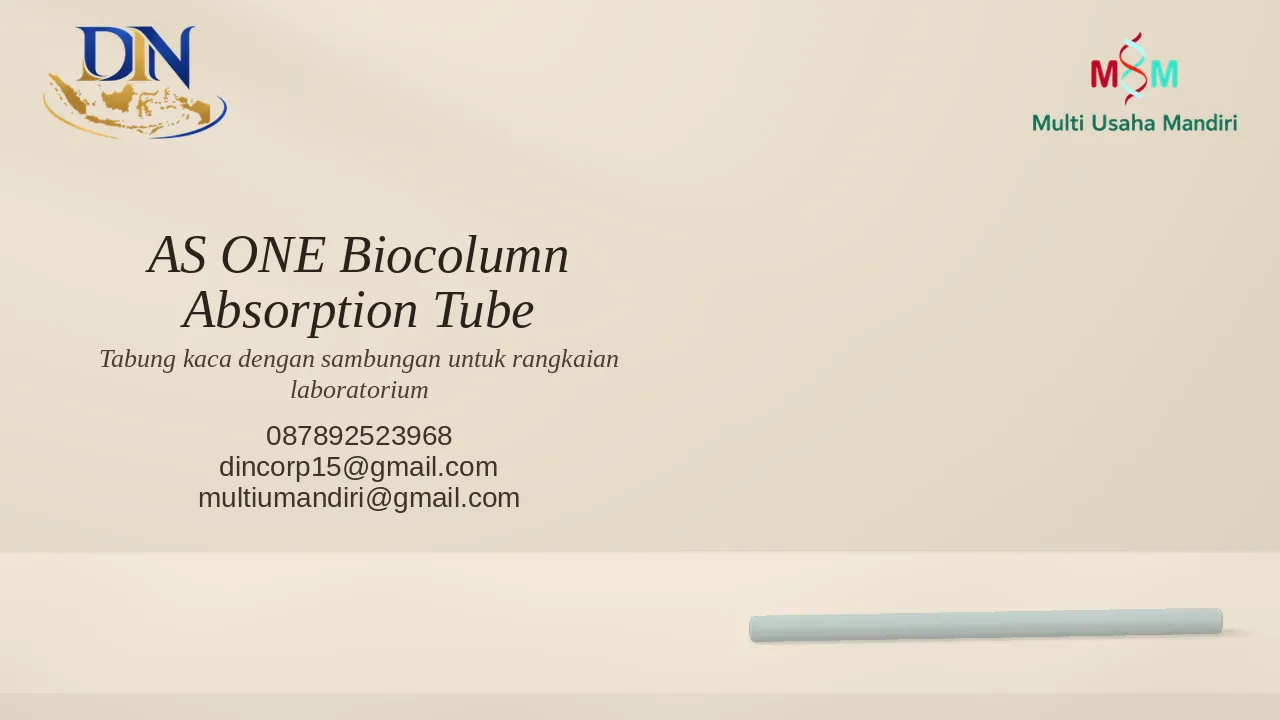 DN
M M
Multi Usaha Mandiri
AS ONE Biocolumn
Absorption Tube
Tabung kaca dengan sambungan untuk rangkaian
laboratorium
087892523968
dincorp15@gmail.com
multiumandiri@gmail.com